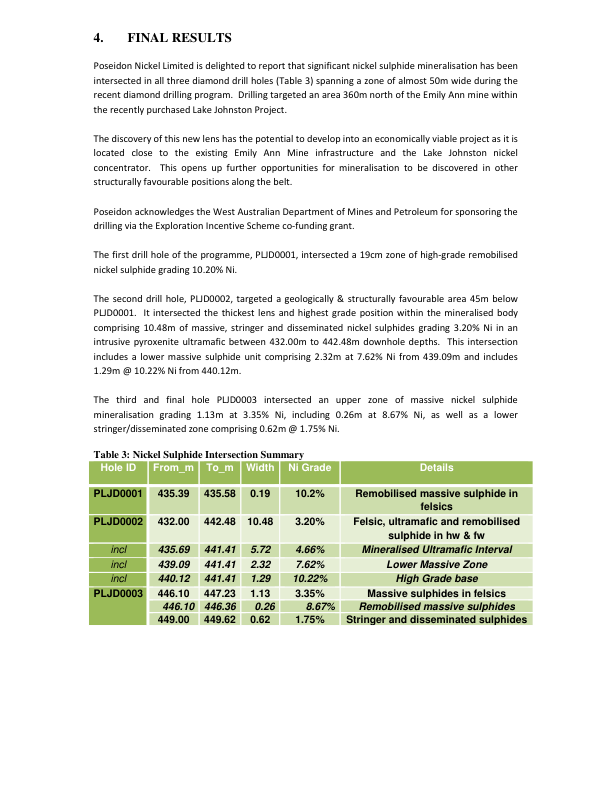 4. FINAL RESULTS
Poseidon Nickel Limited is delighted to report that significant nickel sulphide mineralisation has been
intersected in all three diamond drill holes (Table 3) spanning a zone of almost 50m wide during the
recent diamond drilling program. Drilling targeted an area 360m north of the Emily Ann mine within
the recently purchased Lake Johnston Project.
The discovery of this new lens has the potential to develop into an economically viable project as it is
located close to the existing Emily Ann Mine infrastructure and the Lake Johnston nickel
concentrator. This opens up further opportunities for mineralisation to be discovered in other
structurally favourable positions along the belt.
Poseidon acknowledges the West Australian Department of Mines and Petroleum for sponsoring the
drilling via the Exploration Incentive Scheme co-funding grant.
The first drill hole of the programme, PLJD0001, intersected a 19cm zone of high-grade remobilised
nickel sulphide grading 10.20% Ni.
The second drill hole, PLJD0002, targeted a geologically & structurally favourable area 45m below
PLJD0001. It intersected the thickest lens and highest grade position within the mineralised body
comprising 10.48m of massive, stringer and disseminated nickel sulphides grading 3.20% Ni in an
intrusive pyroxenite ultramafic between 432.00m to 442.48m downhole depths. This intersection
includes a lower massive sulphide unit comprising 2.32m at 7.62% Ni from 439.09m and includes
1.29m @ 10.22% Ni from 440.12m.
The third and final hole PLJD0003 intersected an upper zone of massive nickel sulphide
mineralisation grading 1.13m at 3.35% Ni, including 0.26m at 8.67% Ni, as well as a lower
stringer/disseminated zone comprising 0.62m @ 1.75% Ni.
Table 3: Nickel Sulphide Intersection Summary
Hole ID From_m To_m Width Ni Grade Details
PLJD0001 435.39 435.58 0.19 10.2% Remobilised massive sulphide in
felsics
PLJD0002 432.00 442.48 10.48 3.20% Felsic, ultramafic and remobilised
sulphide in hw & fw
incl 435.69 441.41 5.72 4.66% Mineralised Ultramafic Interval
incl 439.09 441.41 2.32 7.62% Lower Massive Zone
incl 440.12 441.41 1.29 10.22% High Grade base
PLJD0003 446.10 447.23 1.13 3.35% Massive sulphides in felsics
446.10 446.36 0.26 8.67% Remobilised massive sulphides
449.00 449.62 0.62 1.75% Stringer and disseminated sulphides